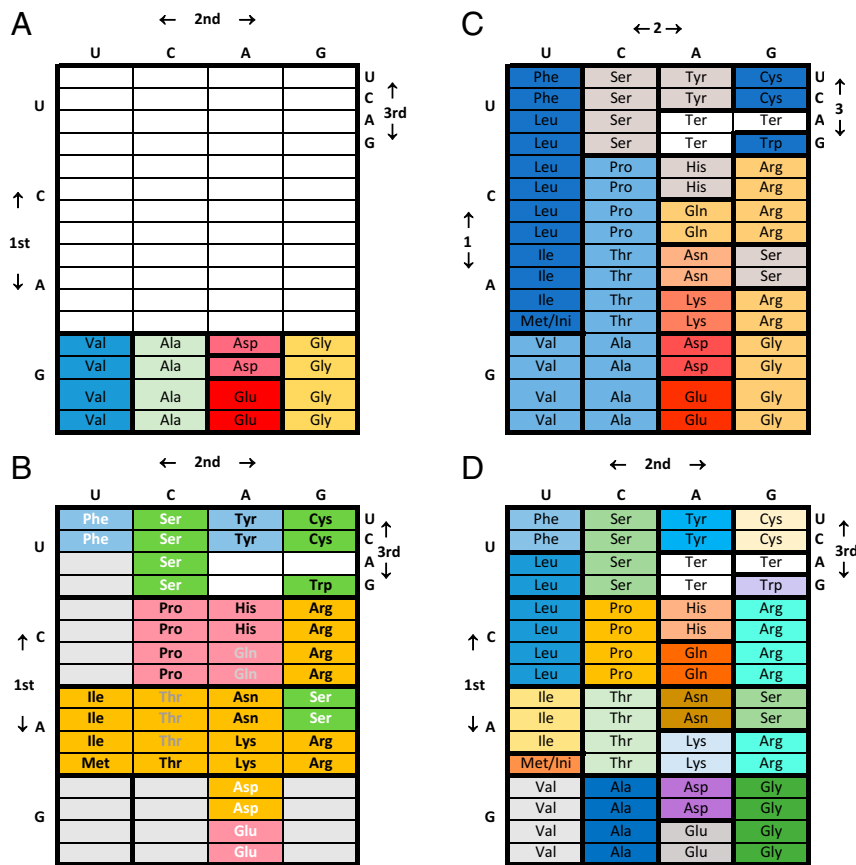 A
← 2nd →
U C A G
U
C
A
G
↑
3rd
↓
U
C
A
G
↑
1st
↓
Val Ala Asp Gly
Val Ala Asp Gly
Val Ala Glu Gly
Val Ala Glu Gly
B
← 2nd →
U C A G
Phe Ser Tyr Cys U
Phe Ser Tyr Cys C
Ser A
Ser Trp G
↑
3rd
↓
U
C
A
G
↑
1st
↓
Pro His Arg
Pro His Arg
Pro Gln Arg
Pro Gln Arg
Ile Thr Asn Ser
Ile Thr Asn Ser
Ile Thr Lys Arg
Met Thr Lys Arg
Asp
Asp
Glu
Glu
C
← 2 →
U C A G
Phe Ser Tyr Cys U
Phe Ser Tyr Cys C
Leu Ser Ter Ter A
Leu Ser Ter Trp G
↑
3
↓
U
C
A
G
↑
1
↓
Leu Pro His Arg
Leu Pro His Arg
Leu Pro Gln Arg
Leu Pro Gln Arg
Ile Thr Asn Ser
Ile Thr Asn Ser
Ile Thr Lys Arg
Met/Ini Thr Lys Arg
Val Ala Asp Gly
Val Ala Asp Gly
Val Ala Glu Gly
Val Ala Glu Gly
D
← 2nd →
U C A G
Phe Ser Tyr Cys U
Phe Ser Tyr Cys C
Leu Ser Ter Ter A
Leu Ser Ter Trp G
↑
3rd
↓
U
C
A
G
↑
1st
↓
Leu Pro His Arg
Leu Pro His Arg
Leu Pro Gln Arg
Leu Pro Gln Arg
Ile Thr Asn Ser
Ile Thr Asn Ser
Ile Thr Lys Arg
Met/Ini Thr Lys Arg
Val Ala Asp Gly
Val Ala Asp Gly
Val Ala Glu Gly
Val Ala Glu Gly